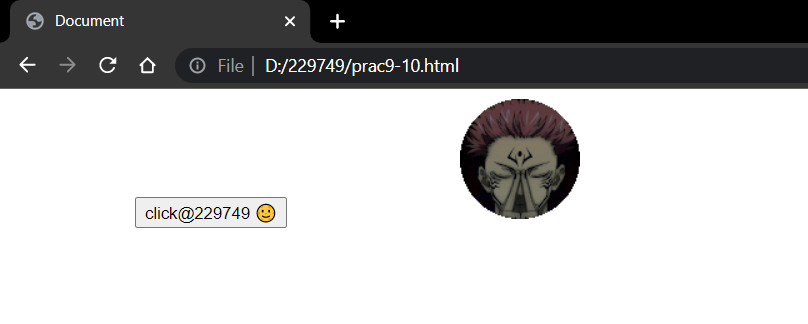 Document
File D:/229749/prac9-10.html
click@229749 🙂